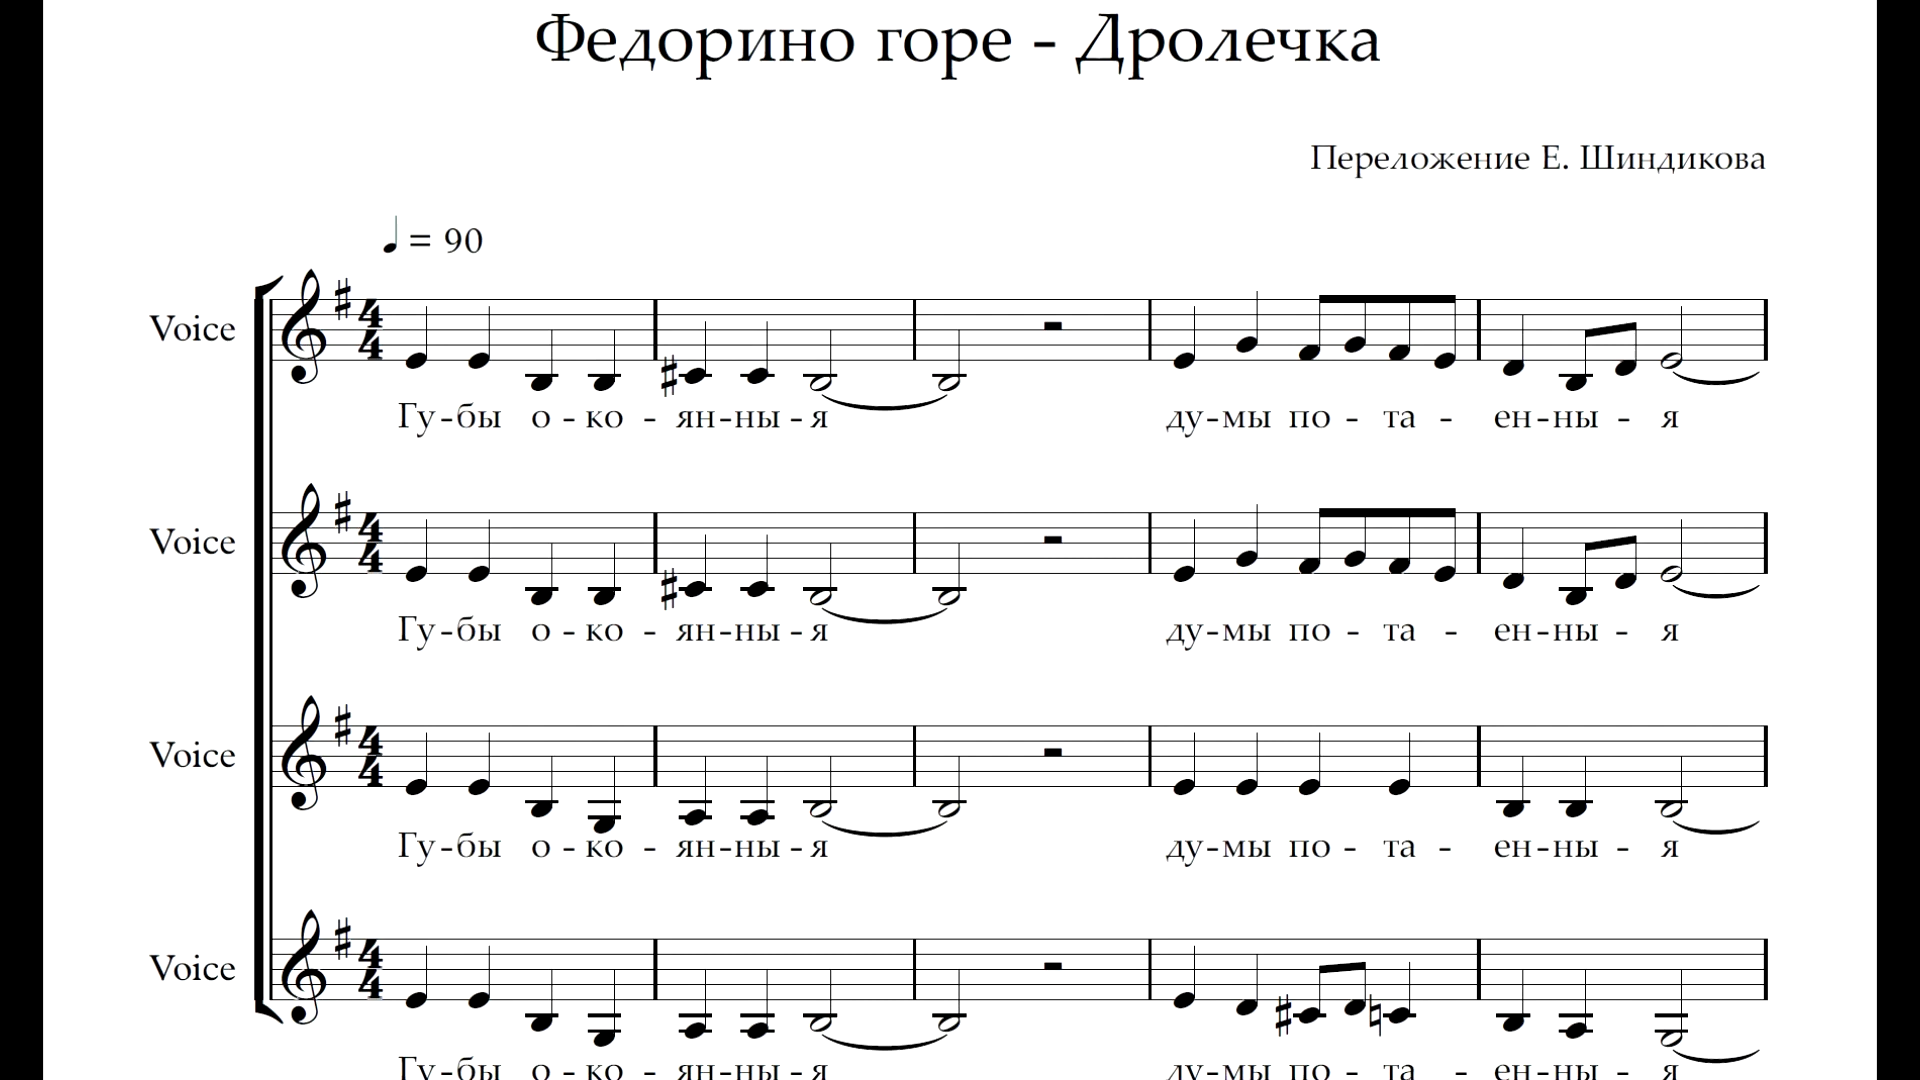 Федорино горе - Дролечка
Переложение Е. Шиндикова
= 90
Voice
Гу-бы о-ко - ян-ны-я ду-мы по - та - ен-ны - я
Voice
Гу-бы о-ко - ян-ны-я ду-мы по - та - ен-ны - я
Voice
Гу-бы о-ко - ян-ны-я ду-мы по - та - ен-ны - я
Voice
Гу-бы о-ко - ян-ны-я ду-мы по - та - ен-ны - я